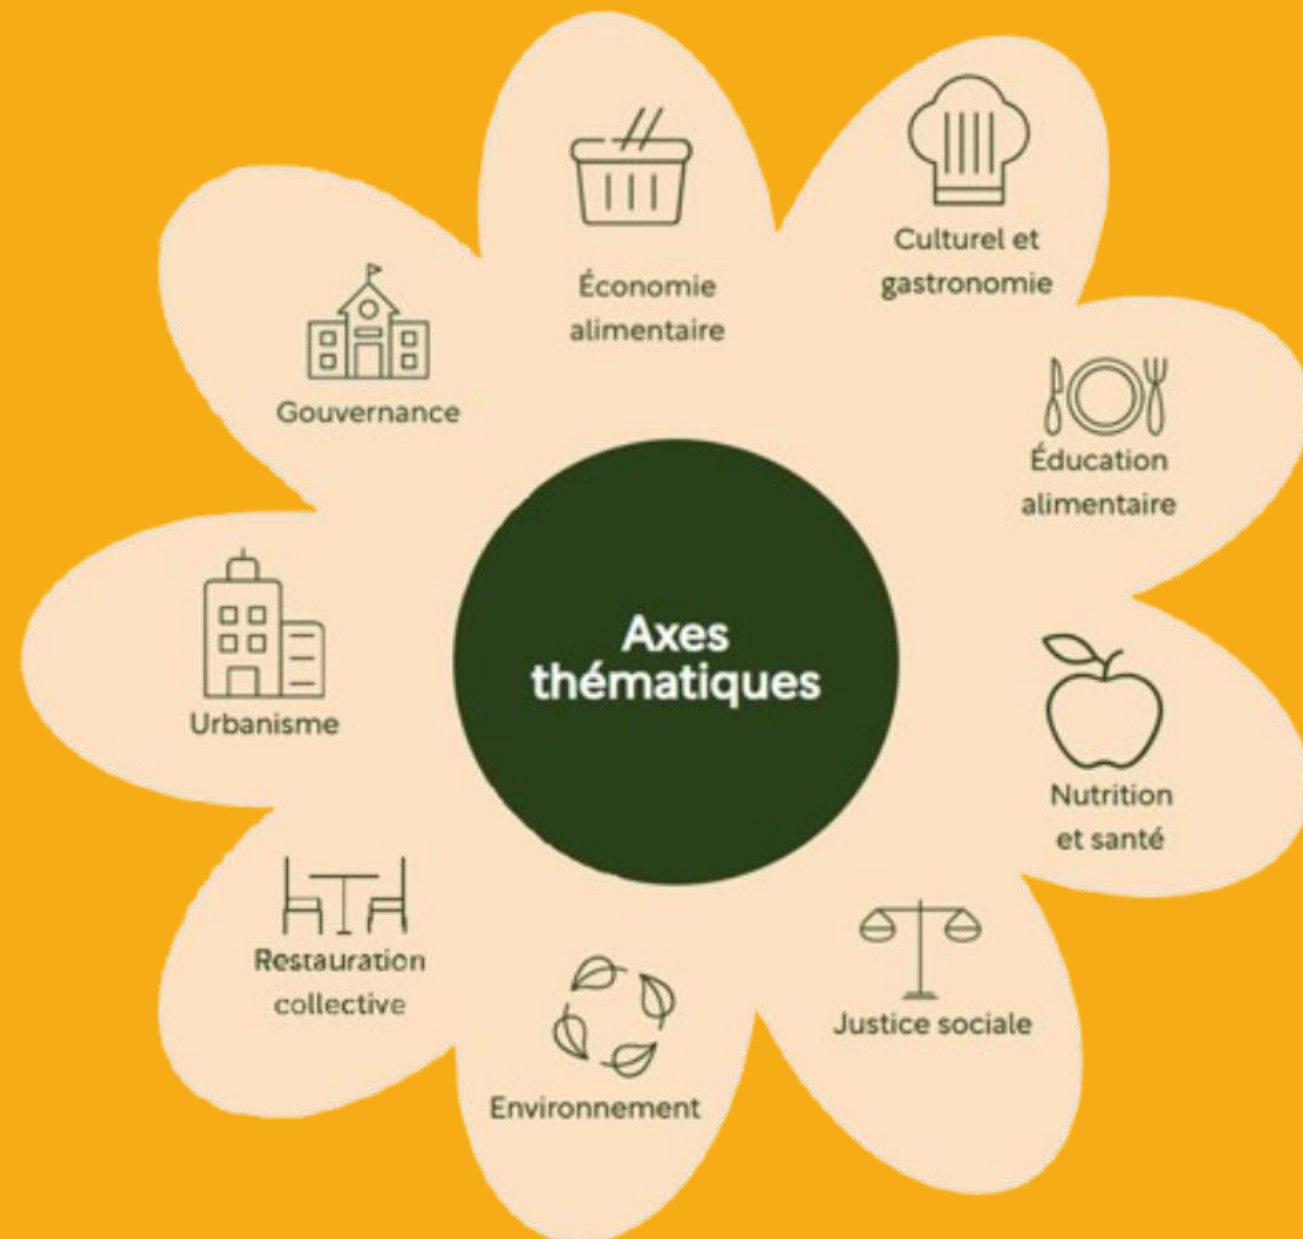 Économie
alimentaire
Culturel et
gastronomie
Éducation
alimentaire
Nutrition
et santé
Justice sociale
Environnement
Restauration
collective
Urbanisme
Gouvernance
Axes
thématiques